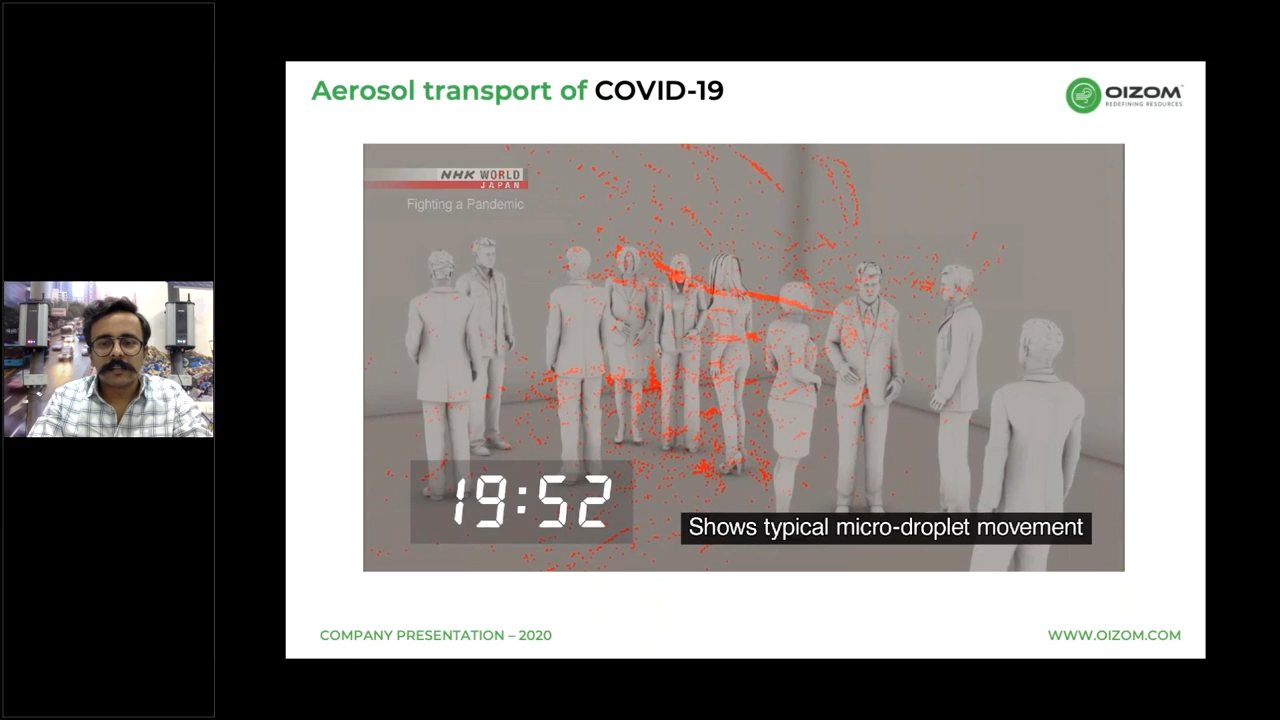 Aerosol transport of COVID-19
OIZOM™
REDEFINING RESOURCES
NHK WORLD
JAPAN
Fighting a Pandemic
19:52
Shows typical micro-droplet movement
COMPANY PRESENTATION – 2020
WWW.OIZOM.COM